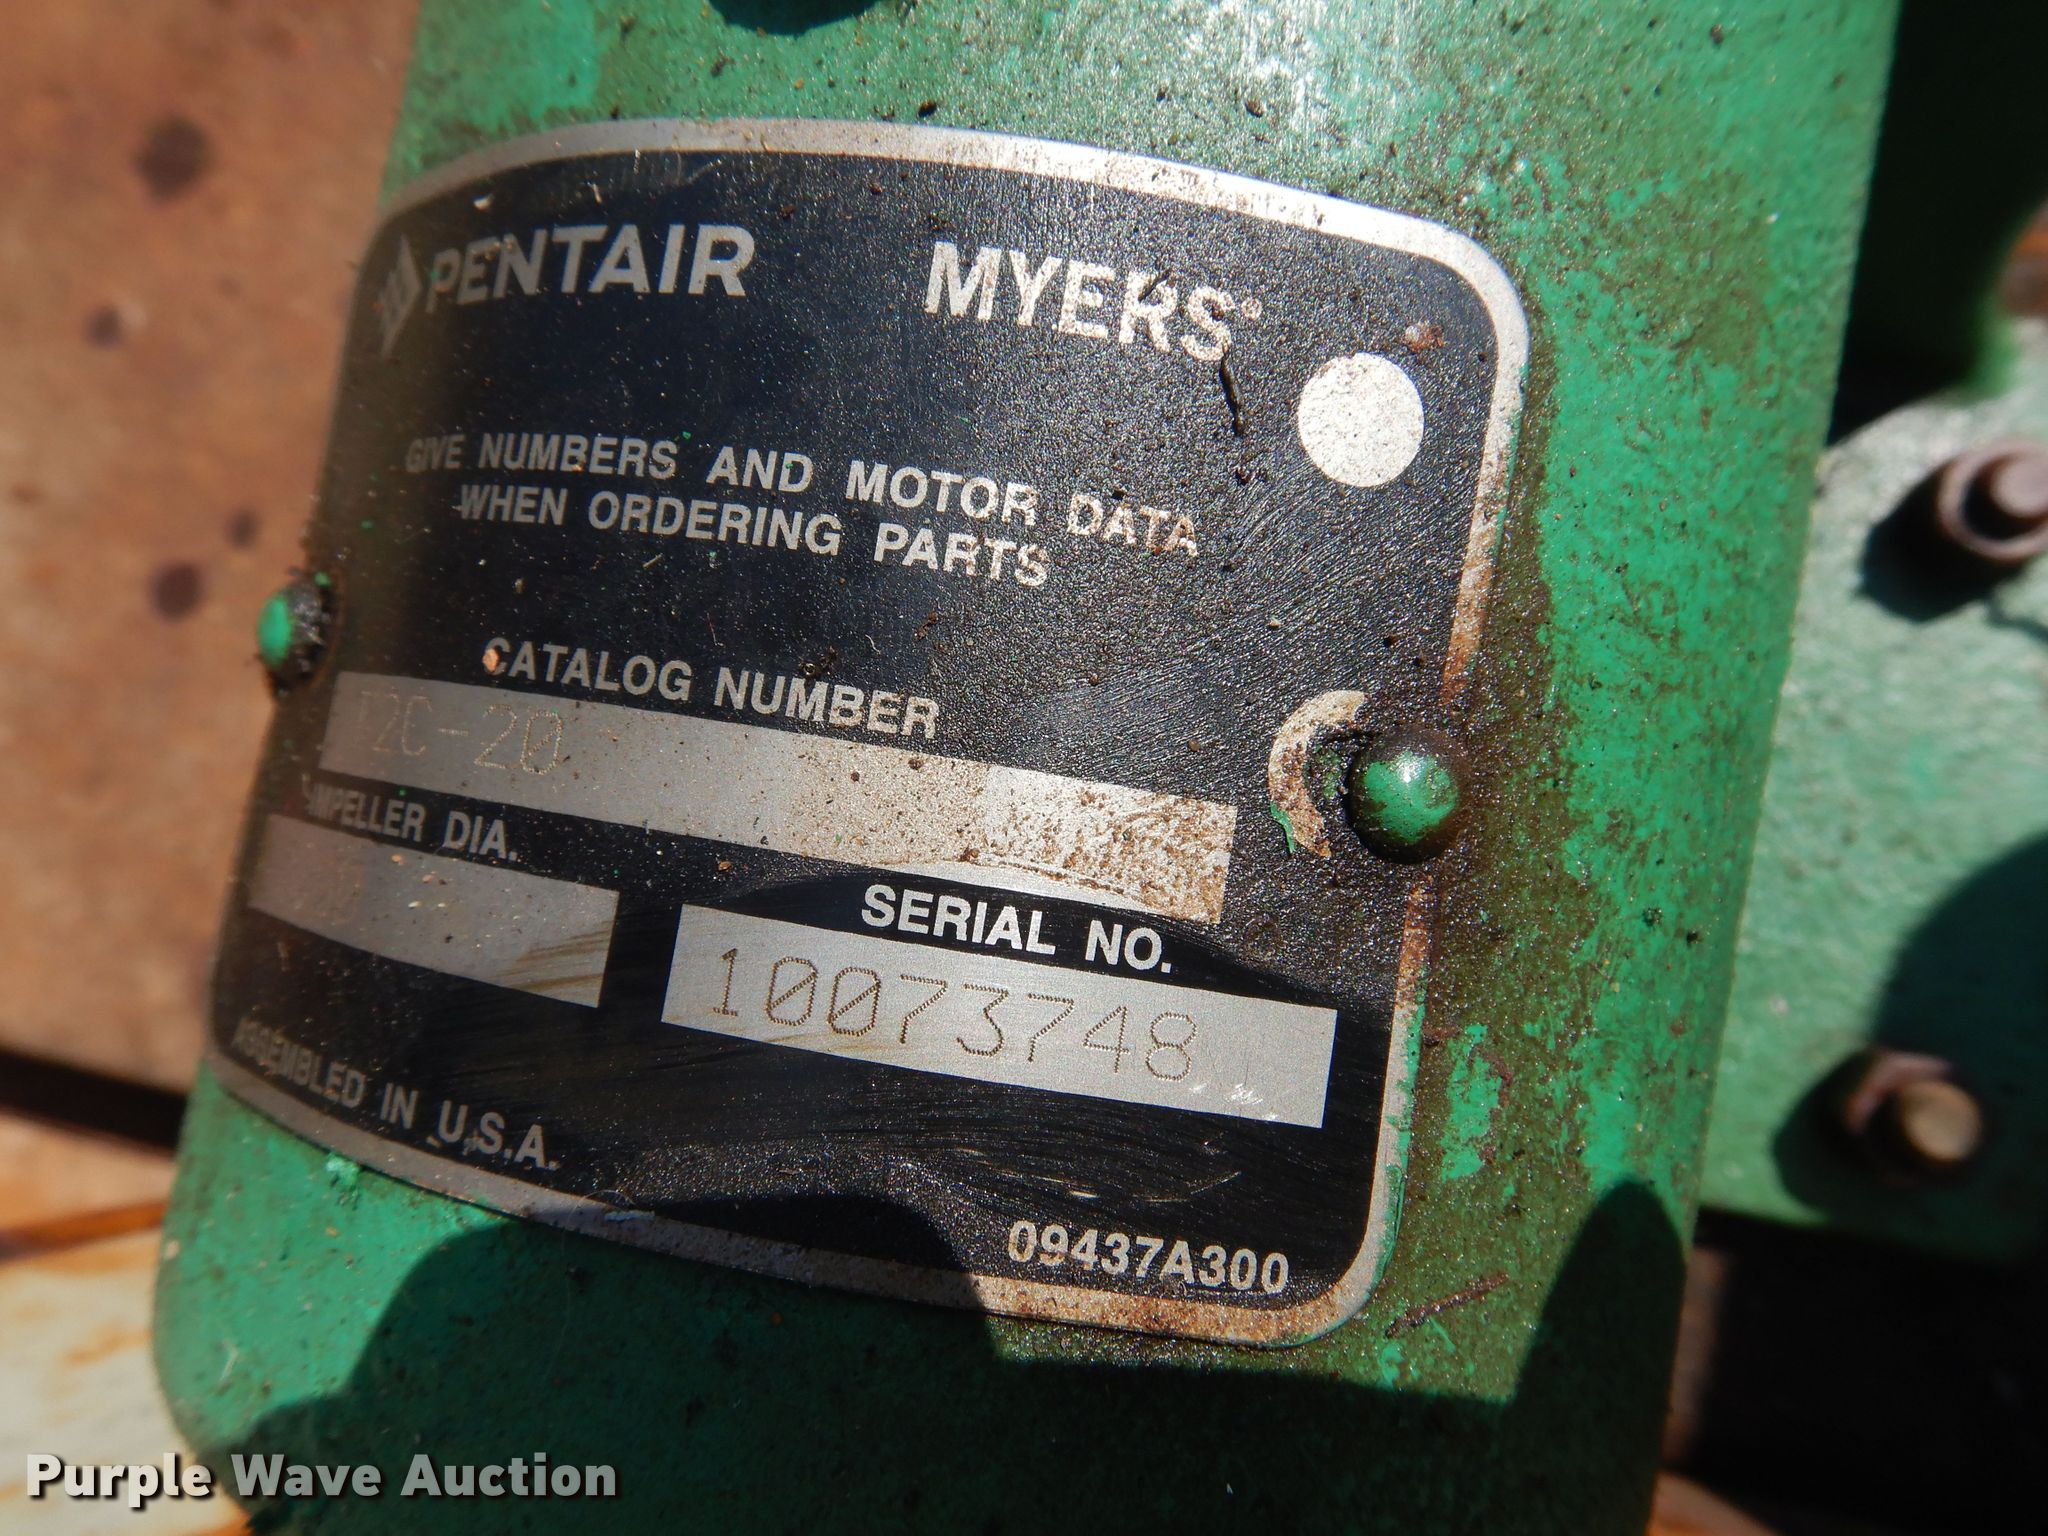 PENTAIR MYERS®
GIVE NUMBERS AND MOTOR DATA
WHEN ORDERING PARTS
CATALOG NUMBER
IMPELLER DIA.
SERIAL NO.
10073748
ASSEMBLED IN U.S.A.
09437A300
Purple Wave Auction